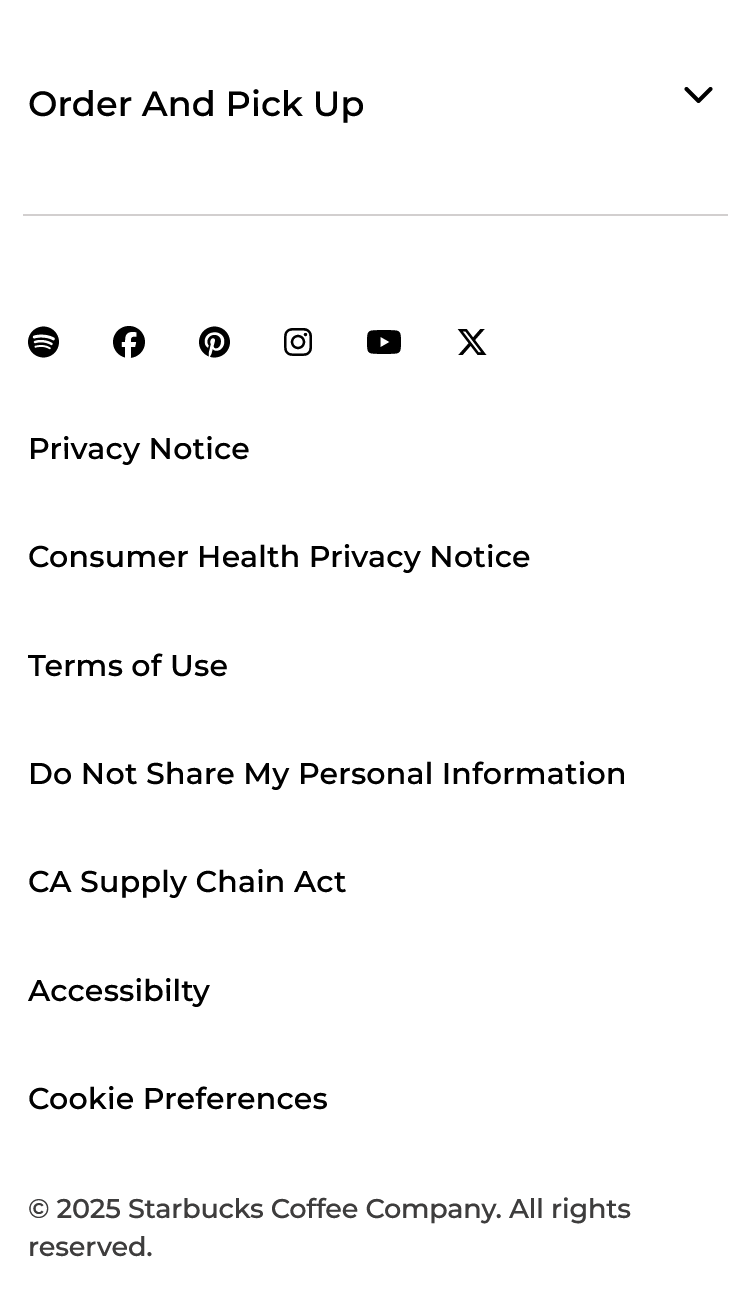 Order And Pick Up
Privacy Notice
Consumer Health Privacy Notice
Terms of Use
Do Not Share My Personal Information
CA Supply Chain Act
Accessibilty
Cookie Preferences
© 2025 Starbucks Coffee Company. All rights
reserved.